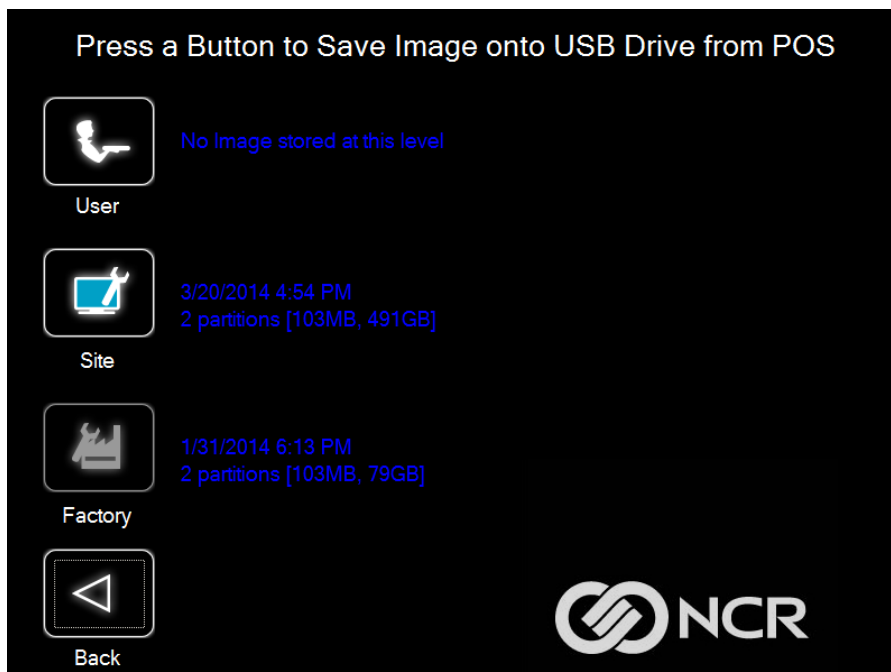 Press a Button to Save Image onto USB Drive from POS
No Image stored at this level
User
3/20/2014 4:54 PM
2 partitions [103MB, 491GB]
Site
1/31/2014 6:13 PM
2 partitions [103MB, 79GB]
Factory
Back
NCR